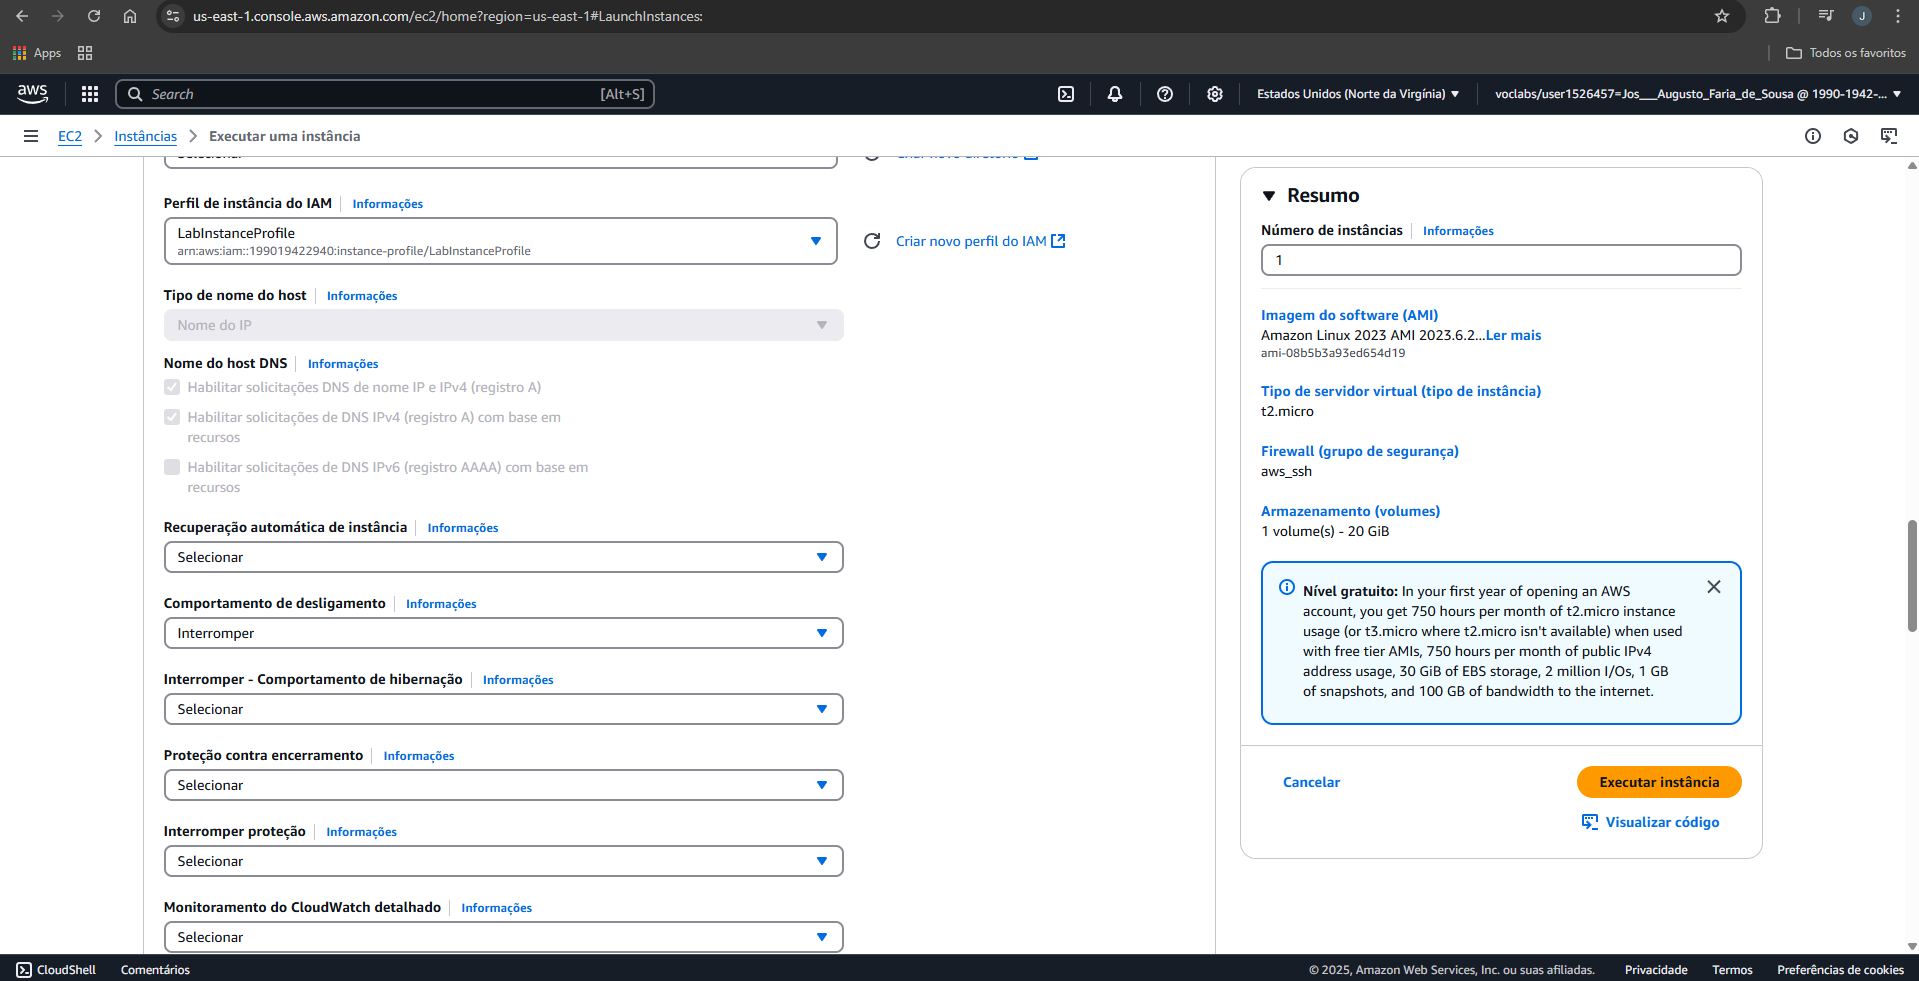 us-east-1.console.aws.amazon.com/ec2/home?region=us-east-1#LaunchInstances:
J
Apps
Todos os favoritos
aws
Search
[Alt+S]
Estados Unidos (Norte da Virgínia)
voclabs/user1526457=Jos___Augusto_Faria_de_Sousa @ 1990-1942-...
EC2
Instâncias
Executar uma instância
Selecionar
Criar novo diretório
Perfil de instância do IAM
Informações
LabInstanceProfile
arn:aws:iam::199019422940:instance-profile/LabInstanceProfile
Criar novo perfil do IAM
Tipo de nome do host
Informações
Nome do IP
Nome do host DNS
Informações
Habilitar solicitações DNS de nome IP e IPv4 (registro A)
Habilitar solicitações de DNS IPv4 (registro A) com base em
recursos
Habilitar solicitações de DNS IPv6 (registro AAAA) com base em
recursos
Recuperação automática de instância
Informações
Selecionar
Comportamento de desligamento
Informações
Interromper
Interromper - Comportamento de hibernação
Informações
Selecionar
Proteção contra encerramento
Informações
Selecionar
Interromper proteção
Informações
Selecionar
Monitoramento do CloudWatch detalhado
Informações
Selecionar
Resumo
Número de instâncias
Informações
1
Imagem do software (AMI)
Amazon Linux 2023 AMI 2023.6.2...Ler mais
ami-08b5b3a93ed654d19
Tipo de servidor virtual (tipo de instância)
t2.micro
Firewall (grupo de segurança)
aws_ssh
Armazenamento (volumes)
1 volume(s) - 20 GiB
Nível gratuito: In your first year of opening an AWS
account, you get 750 hours per month of t2.micro instance
usage (or t3.micro where t2.micro isn't available) when used
with free tier AMIs, 750 hours per month of public IPv4
address usage, 30 GiB of EBS storage, 2 million I/Os, 1 GB
of snapshots, and 100 GB of bandwidth to the internet.
Cancelar
Executar instância
Visualizar código
CloudShell
Comentários
© 2025, Amazon Web Services, Inc. ou suas afiliadas.
Privacidade
Termos
Preferências de cookies